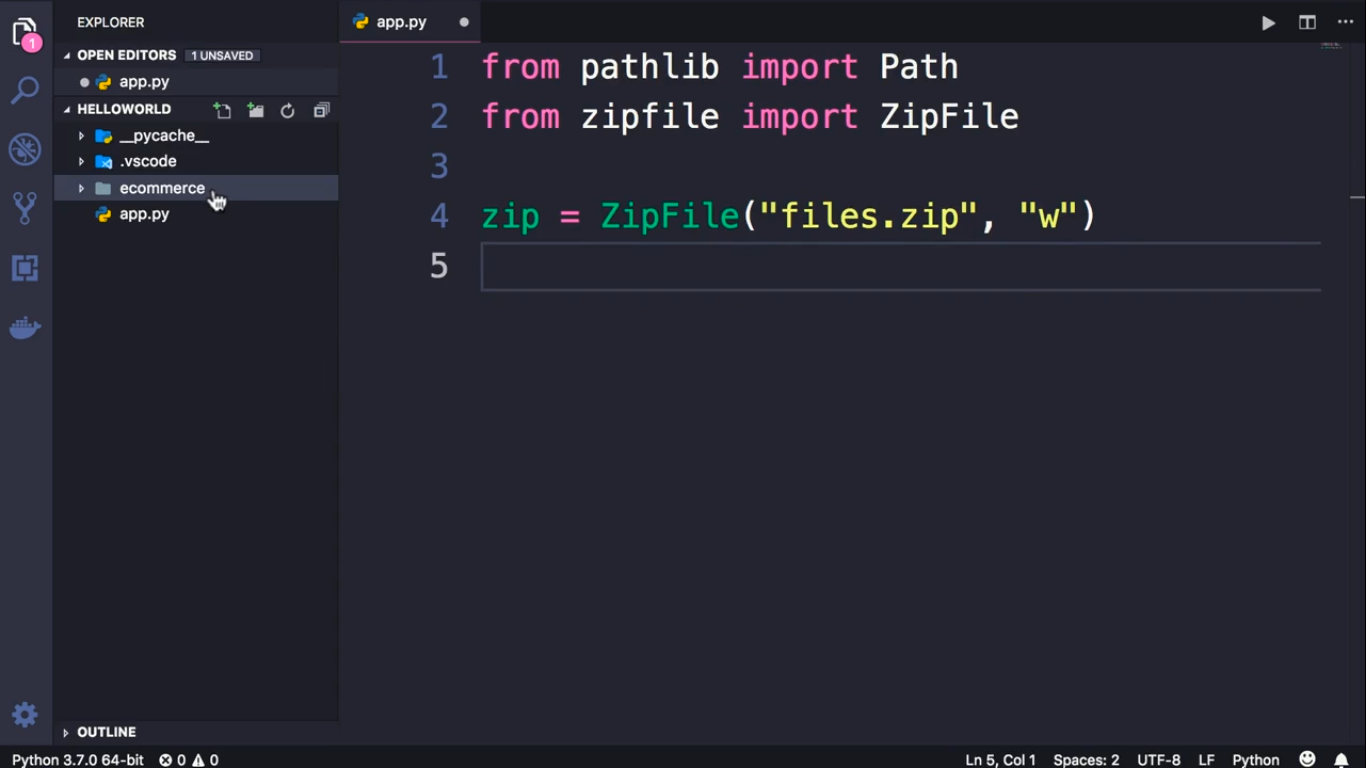 EXPLORER
OPEN EDITORS 1 UNSAVED
app.py
HELLOWORLD
__pycache__
.vscode
ecommerce
app.py
OUTLINE
1
app.py
1 from pathlib import Path
2 from zipfile import ZipFile
3
4 zip = ZipFile("files.zip", "w")
5
Python 3.7.0 64-bit 0 0 Ln 5, Col 1 Spaces: 2 UTF-8 LF Python